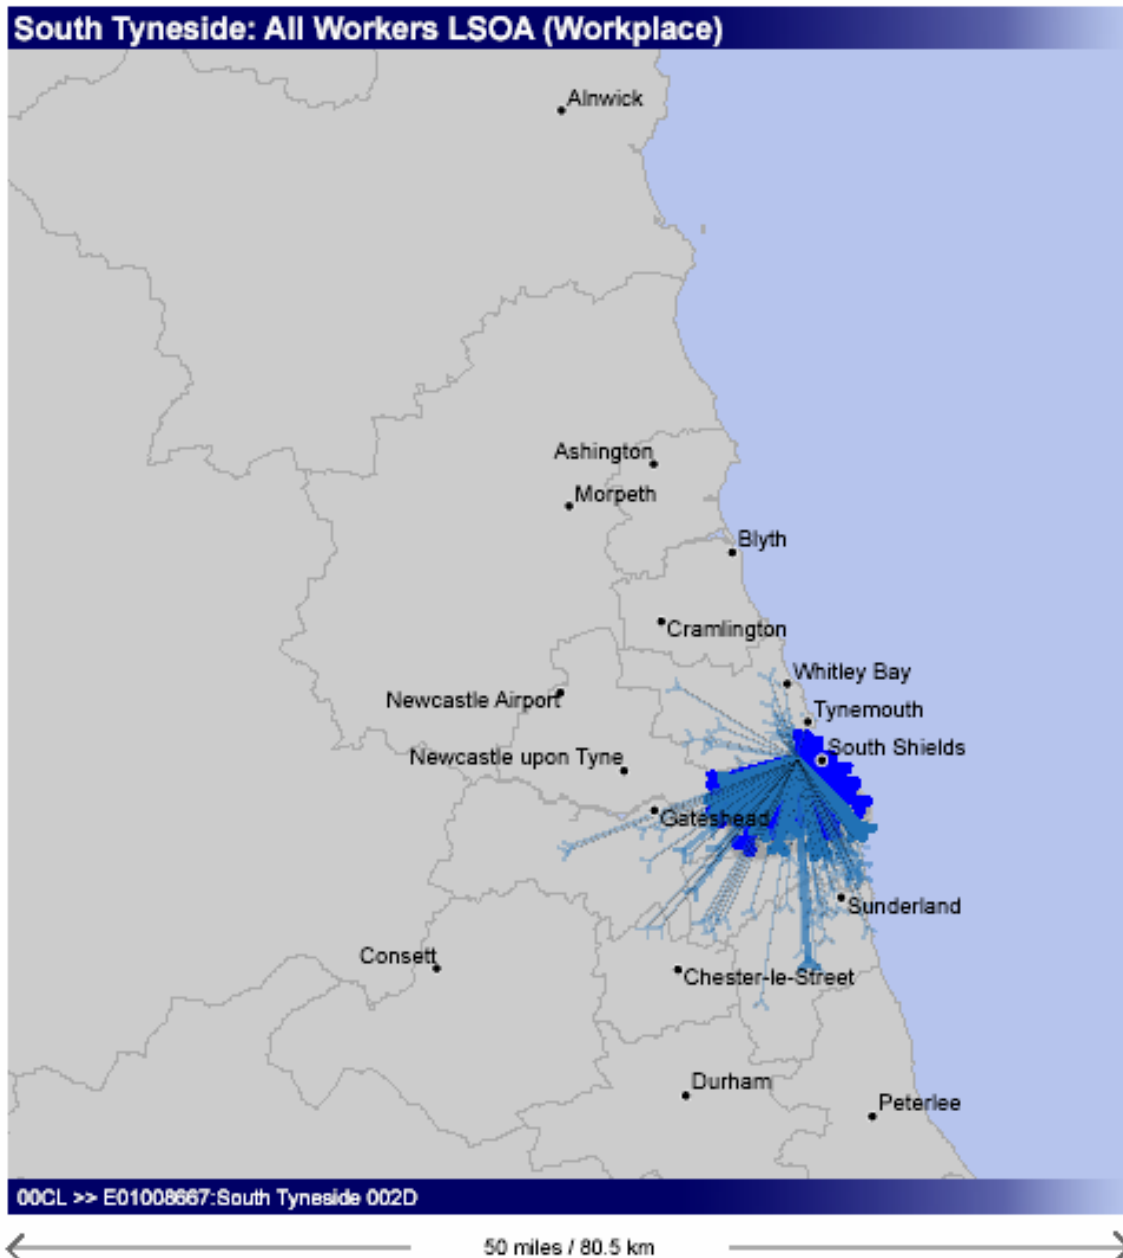 South Tyneside: All Workers LSOA (Workplace)
Alnwick
Ashington
Morpeth
Blyth
Cramlington
Whitley Bay
Newcastle Airport
Tynemouth
South Shields
Newcastle upon Tyne
Gateshead
Sunderland
Consett
Chester-le-Street
Durham
Peterlee
00CL >> E01008667:South Tyneside 002D
50 miles / 80.5 km